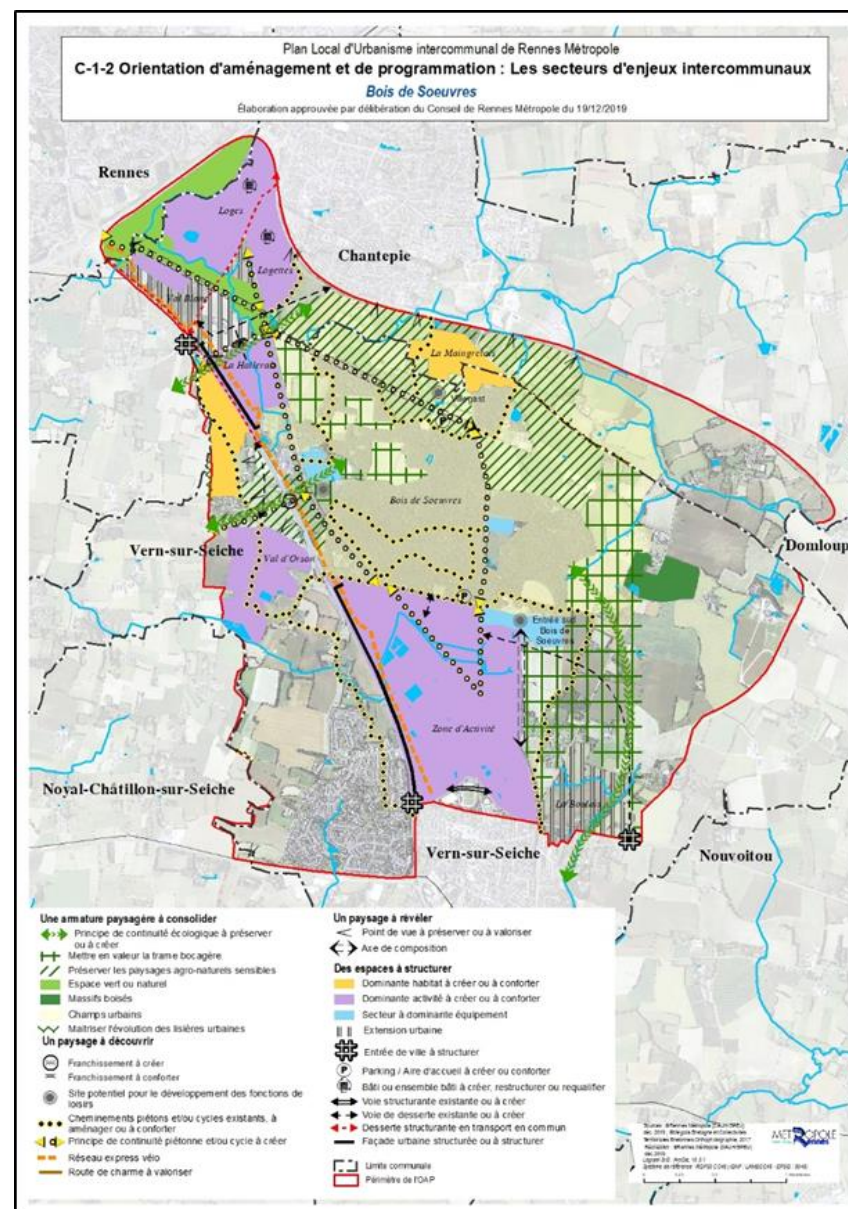 Plan Local d'Urbanisme intercommunal de Rennes Métropole
C-1-2 Orientation d'aménagement et de programmation : Les secteurs d'enjeux intercommunaux
Bois de Soeuvres
Élaboration approuvée par délibération du Conseil de Rennes Métropole du 19/12/2019
Rennes
Loges
Logettes
Chantepie
Val Blanc
La Maingretais
La Hallerais
Villeneuve
Bois de Soeuvres
Vern-sur-Seiche
Domloup
Val d'Orson
P
P
Entrée sud
Bois de
Soeuvres
Zone d'Activité
Noyal-Châtillon-sur-Seiche
Vern-sur-Seiche
Nouvoitou
Une armature paysagère à consolider
Principe de continuité écologique à préserver
ou à créer
Mettre en valeur la trame bocagère
Préserver les paysages agro-naturels sensibles
Espace vert ou naturel
Massifs boisés
Champs urbains
Maîtriser l'évolution des lisières urbaines
Un paysage à découvrir
Franchissement à créer
Franchissement à conforter
Site potentiel pour le développement des fonctions de
loisirs
Cheminements piétons et/ou cycles existants, à
aménager ou à conforter
Principe de continuité piétonne et/ou cycle à créer
Réseau express vélo
Route de charme à valoriser
Un paysage à révéler
Point de vue à préserver ou à valoriser
Axe de composition
Des espaces à structurer
Dominante habitat à créer ou à conforter
Dominante activité à créer ou à conforter
Secteur à dominante équipement
Extension urbaine
Entrée de ville à structurer
P Parking / Aire d'accueil à créer ou conforter
Bâti ou ensemble bâti à créer, restructurer ou requalifier
Voie structurante existante ou à créer
Voie de desserte existante ou à créer
Desserte structurante en transport en commun
Façade urbaine structurée ou à structurer
Limite communale
Périmètre de l'OAP
METROPOLE
Rennes